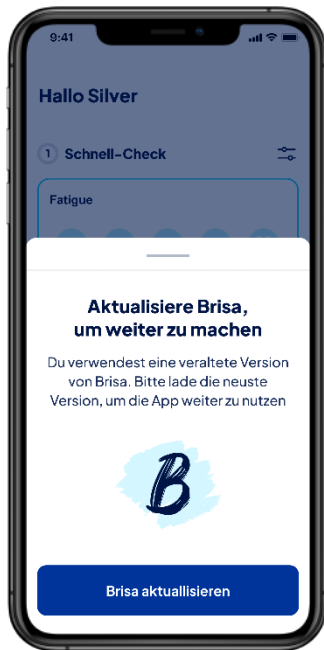 9:41
Hallo Silver
1 Schnell-Check
Fatigue
Aktualisiere Brisa,
um weiter zu machen
Du verwendest eine veraltete Version
von Brisa. Bitte lade die neuste
Version, um die App weiter zu nutzen
B
Brisa aktuallisieren